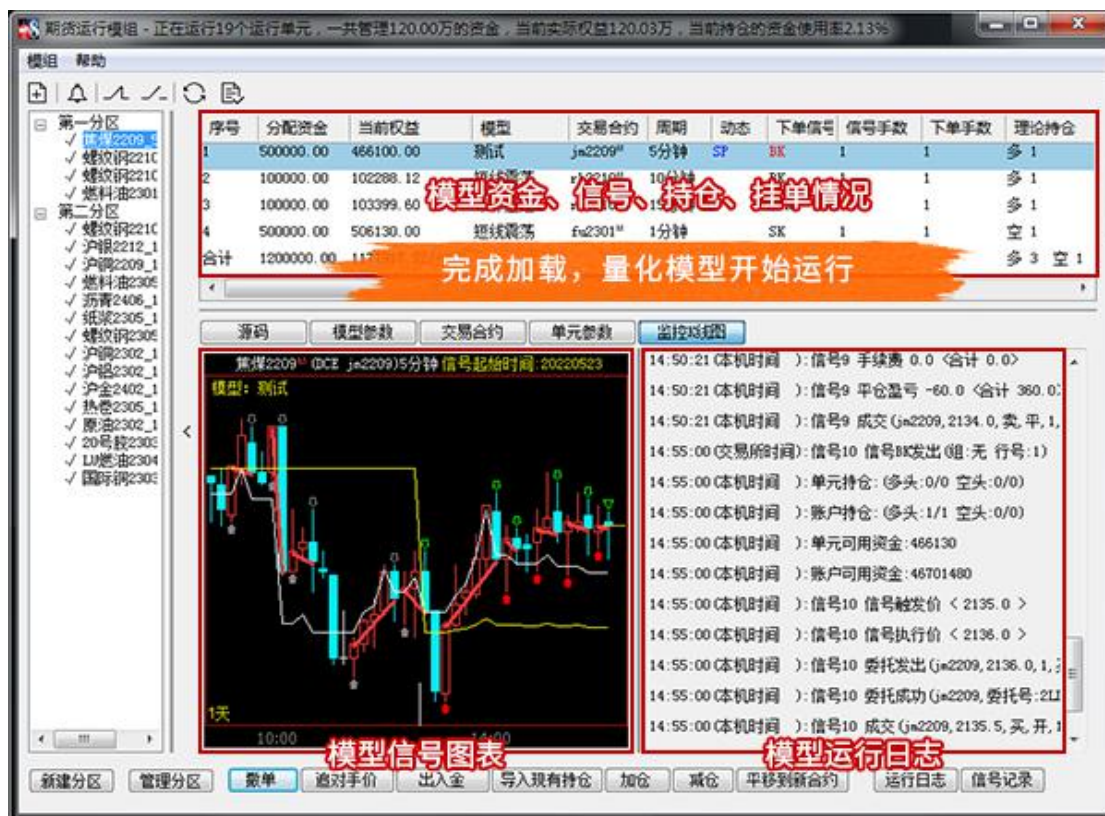 期货运行模组 - 正在运行19个运行单元，一共管理120.00万的资金，当前实际权益120.03万，当前持仓的资金使用率2.13%
模组 帮助
第一分区
焦煤2209_5
螺纹钢2210
螺纹钢2210
燃料油2301
第二分区
螺纹钢2210
沪银2212_1
沪铜2209_1
燃料油2305
沥青2406_1
纸浆2305_1
螺纹钢2305
沪铜2302_1
沪铝2302_1
沪金2402_1
热卷2305_1
原油2302_1
20号胶2303
LU燃油2304
国际铜2303
序号 分配资金 当前权益 模型 交易合约 周期 动态 下单信号 信号手数 下单手数 理论持仓
1 500000.00 466100.00 测试 jm2209M 5分钟 SP BK 1 1 多 1
2 100000.00 102288.12 1 多 1
3 100000.00 103399.60 1 多 1
模型资金、信号、持仓、挂单情况
4 500000.00 506130.00 短线震荡 fu2301M 1分钟 SK 1 1 空 1
合计 1200000.00 多 3 空 1
完成加载，量化模型开始运行
源码 模型参数 交易合约 单元参数 监控K线图
焦煤2209M (DCE jm2209)5分钟 信号起始时间:20220523
模型: 测试
1天
10:00 14:00
模型信号图表
14:50:21(本机时间 ):信号9 手续费 0.0 <合计 0.0>
14:50:21(本机时间 ):信号9 平仓盈亏 -60.0 <合计 360.0>
14:50:21(本机时间 ):信号9 成交(jm2209,2134.0,卖,平,1,
14:55:00(交易所时间):信号10 信号BK发出(组:无 行号:1)
14:55:00(本机时间 ):单元持仓:(多头:0/0 空头:0/0)
14:55:00(本机时间 ):账户持仓:(多头:1/1 空头:0/0)
14:55:00(本机时间 ):单元可用资金:466130
14:55:00(本机时间 ):账户可用资金:46701480
14:55:00(本机时间 ):信号10 信号触发价 < 2135.0 >
14:55:00(本机时间 ):信号10 信号执行价 < 2136.0 >
14:55:00(本机时间 ):信号10 委托发出(jm2209,2136.0,1,
14:55:00(本机时间 ):信号10 委托成功(jm2209,委托号:
14:55:00(本机时间 ):信号10 成交(jm2209,2135.5,买,开,1
模型运行日志
新建分区 管理分区 撤单 追对手价 出入金 导入现有持仓 加仓 减仓 平移到新合约 运行日志 信号记录